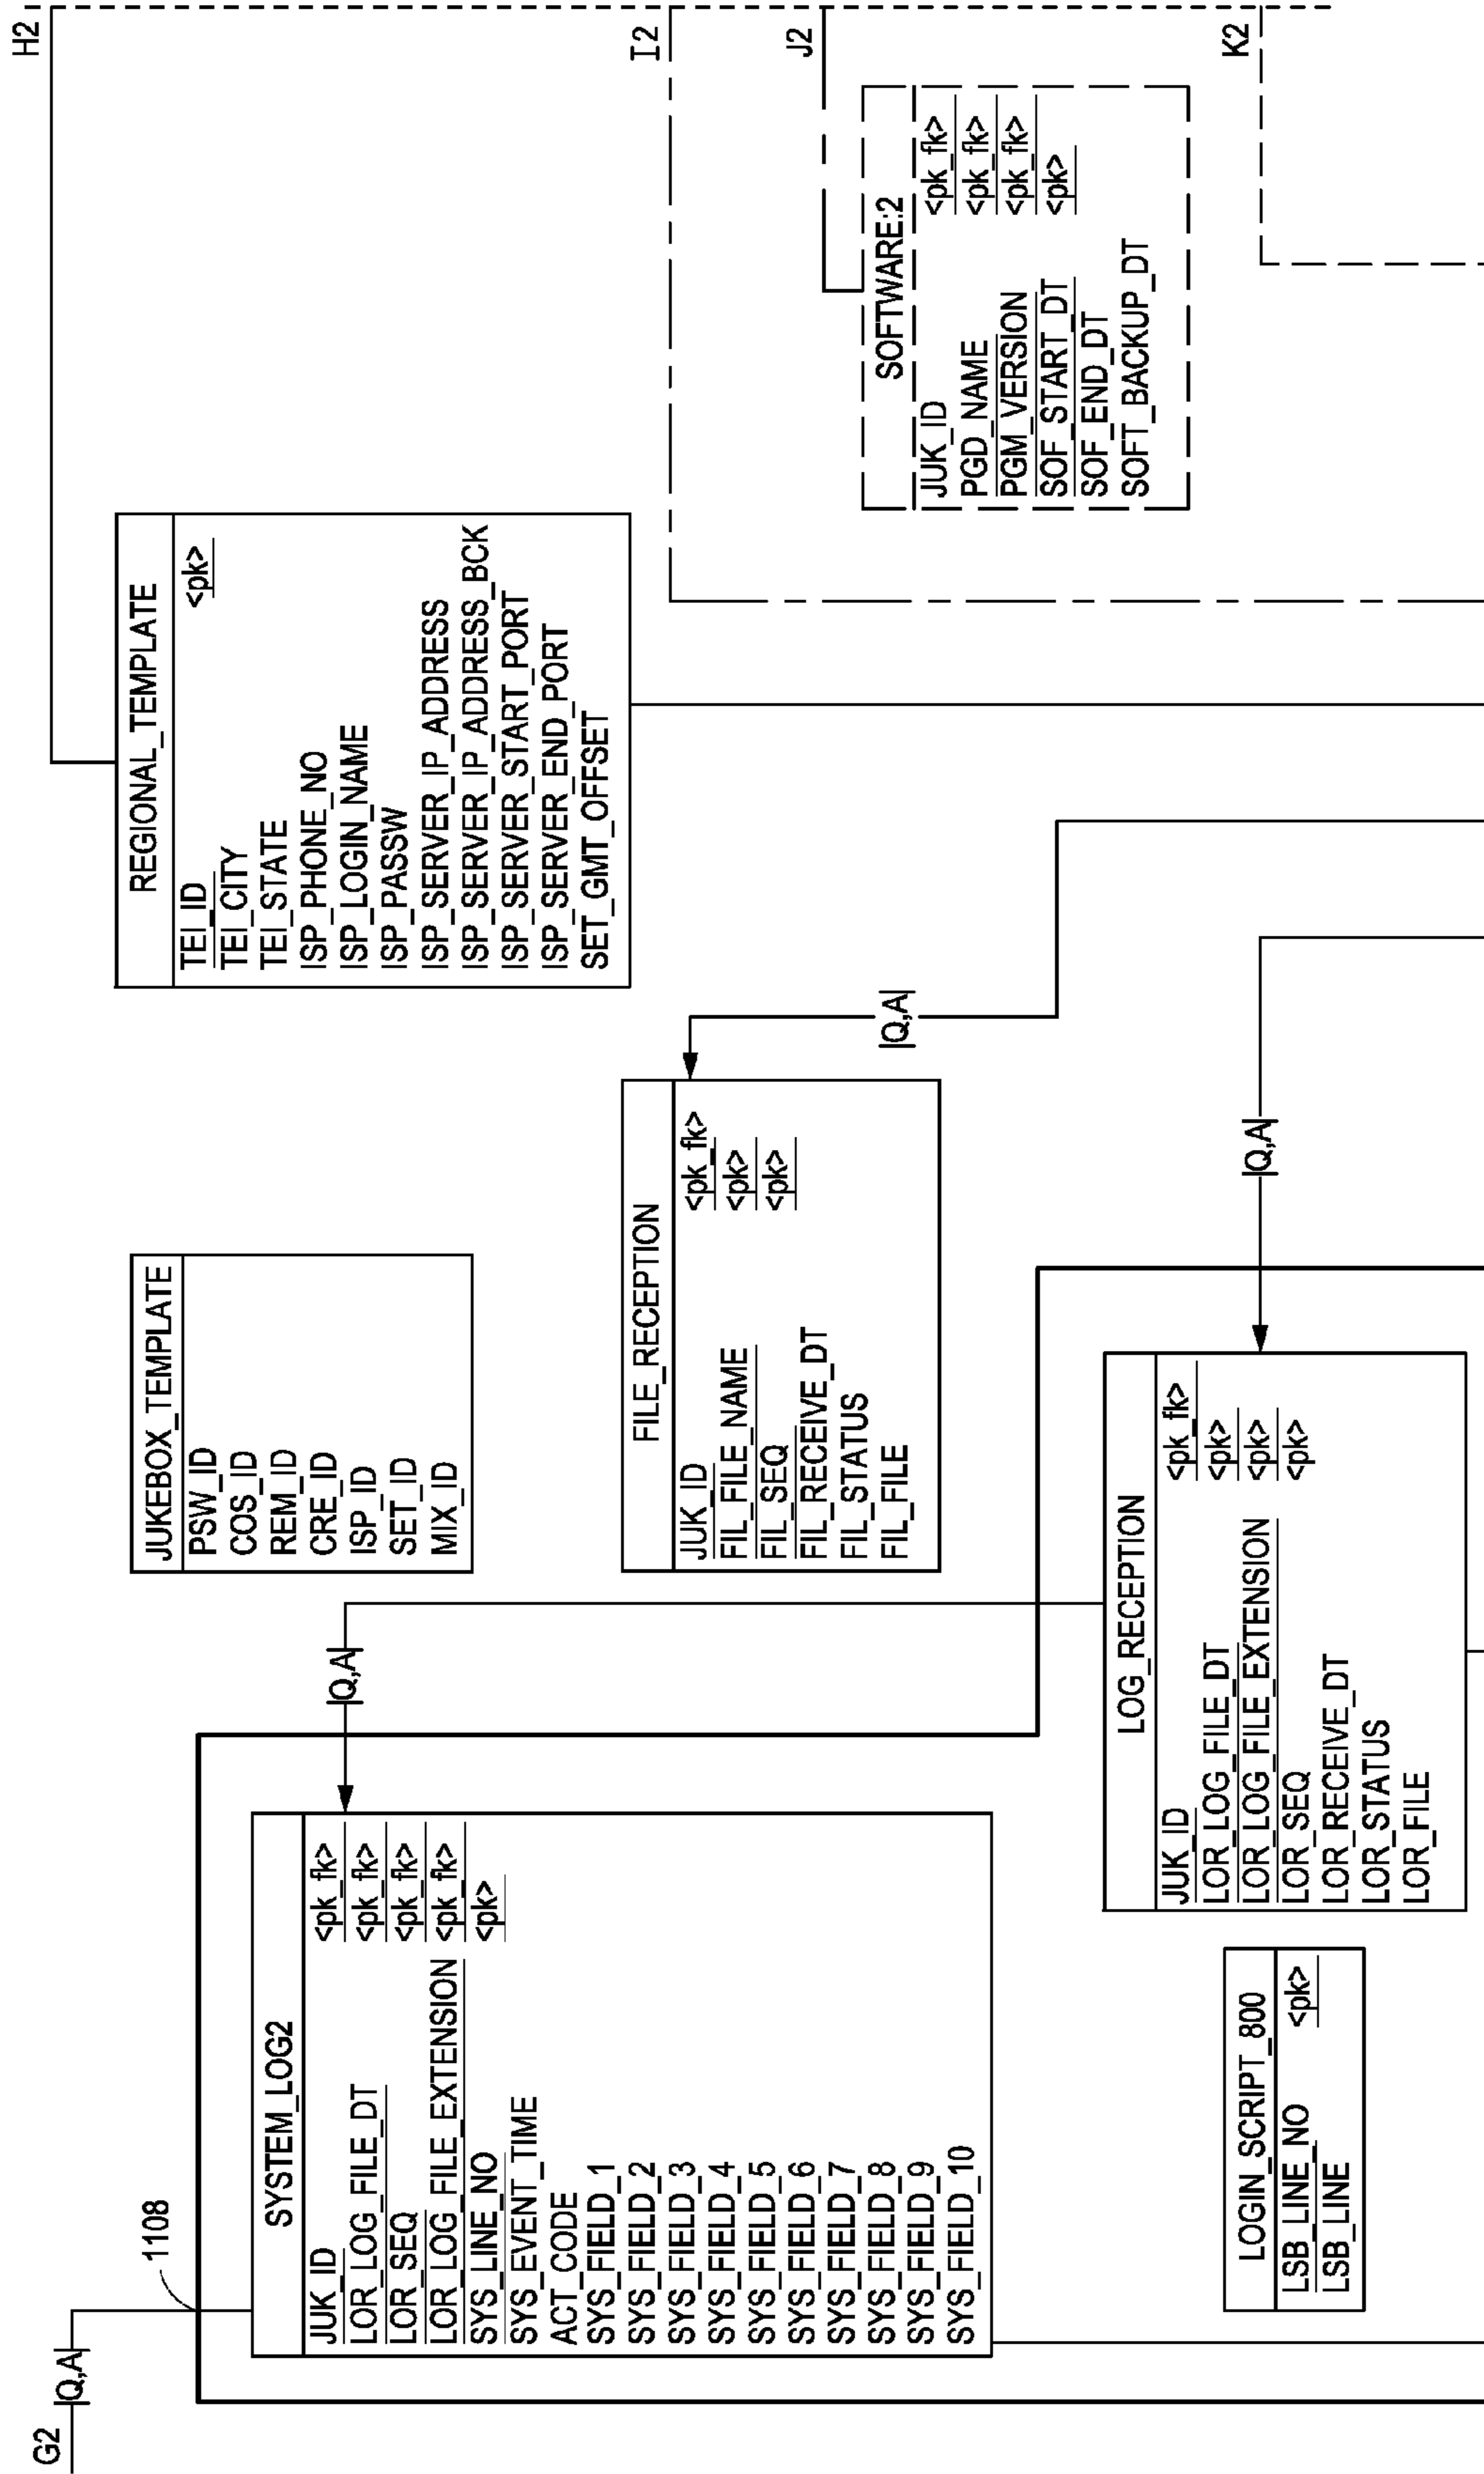 G2
|Q,A|
1108
SYSTEM_LOG2
JUK_ID <pk_fk>
LOR_LOG_FILE_DT <pk_fk>
LOR_SEQ <pk_fk>
LOR_LOG_FILE_EXTENSION <pk_fk>
SYS_LINE_NO <pk>
SYS_EVENT_TIME
ACT_CODE
SYS_FIELD_1
SYS_FIELD_2
SYS_FIELD_3
SYS_FIELD_4
SYS_FIELD_5
SYS_FIELD_6
SYS_FIELD_7
SYS_FIELD_8
SYS_FIELD_9
SYS_FIELD_10
|Q,A|
JUKEBOX_TEMPLATE
PSW_ID
COS_ID
REM_ID
CRE_ID
ISP_ID
SET_ID
MIX_ID
H2
REGIONAL_TEMPLATE
TEI_ID <pk>
TEI_CITY
TEI_STATE
ISP_PHONE_NO
ISP_LOGIN_NAME
ISP_PASSW
ISP_SERVER_IP_ADDRESS
ISP_SERVER_IP_ADDRESS_BCK
ISP_SERVER_START_PORT
ISP_SERVER_END_PORT
SET_GMT_OFFSET
FILE_RECEPTION
JUK_ID <pk_fk>
FIL_FILE_NAME <pk>
FIL_SEQ <pk>
FIL_RECEIVE_DT
FIL_STATUS
FIL_FILE
|Q,A|
I2
J2
SOFTWARE:2
JUK_ID <pk_fk>
PGD_NAME <pk_fk>
PGM_VERSION <pk_fk>
SOF_START_DT <pk>
SOF_END_DT
SOFT_BACKUP_DT
K2
LOGIN_SCRIPT_800
LSB_LINE_NO <pk>
LSB_LINE
LOG_RECEPTION
JUK_ID <pk_fk>
LOR_LOG_FILE_DT <pk>
LOR_LOG_FILE_EXTENSION <pk>
LOR_SEQ <pk>
LOR_RECEIVE_DT
LOR_STATUS
LOR_FILE
|Q,A|